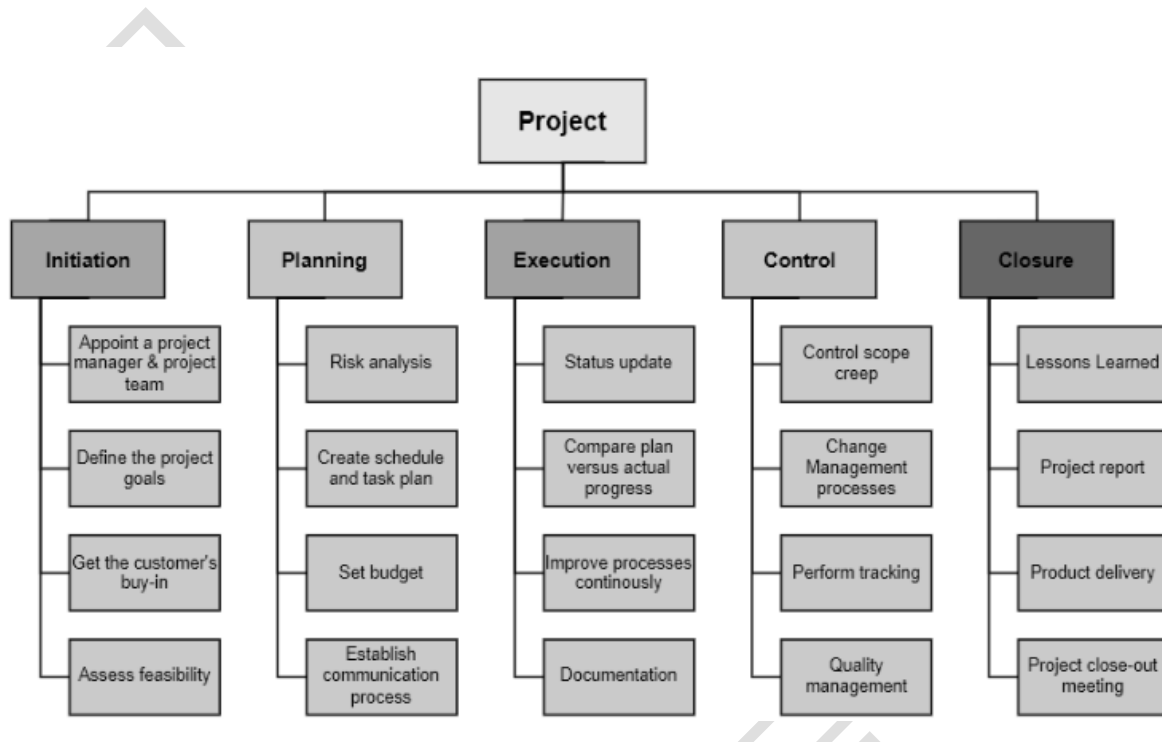 Project
Initiation
Planning
Execution
Control
Closure
Appoint a project
manager & project
team
Define the project
goals
Get the customer's
buy-in
Assess feasibility
Risk analysis
Create schedule
and task plan
Set budget
Establish
communication
process
Status update
Compare plan
versus actual
progress
Improve processes
continously
Documentation
Control scope
creep
Change
Management
processes
Perform tracking
Quality
management
Lessons Learned
Project report
Product delivery
Project close-out
meeting